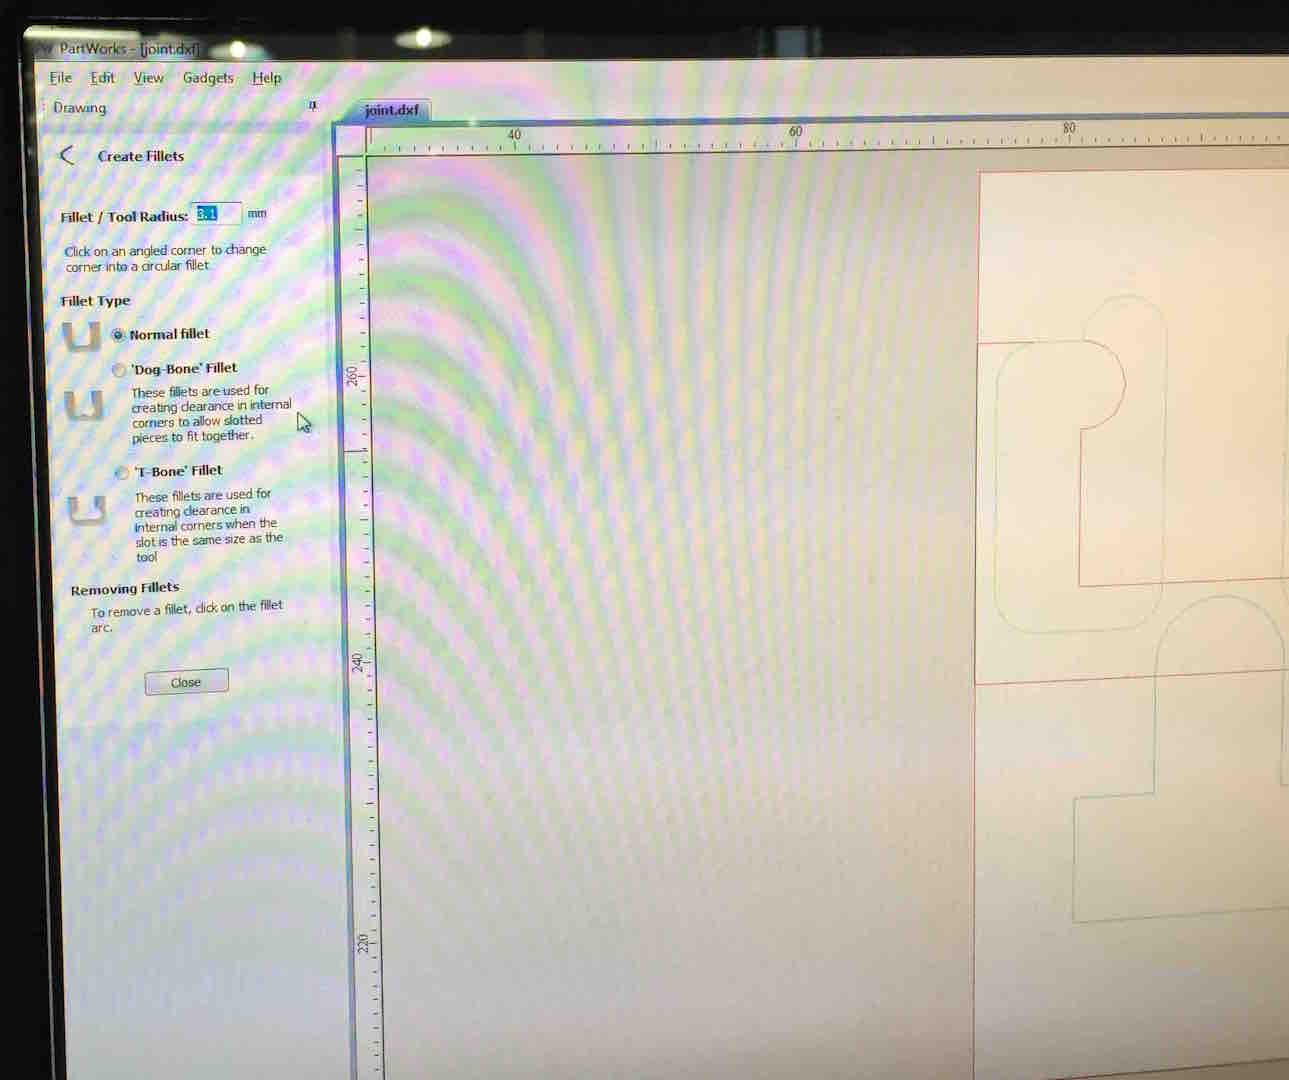 PartWorks - [joint.dxf]
File Edit View Gadgets Help
Drawing
joint.dxf
40 60 80
Create Fillets
Fillet / Tool Radius: 3.1 mm
Click on an angled corner to change
corner into a circular fillet
Fillet Type
Normal fillet
'Dog-Bone' Fillet
These fillets are used for
creating clearance in internal
corners to allow slotted
pieces to fit together.
'T-Bone' Fillet
These fillets are used for
creating clearance in
internal corners when the
slot is the same size as the
tool
Removing Fillets
To remove a fillet, click on the fillet
arc.
Close
260
240
220